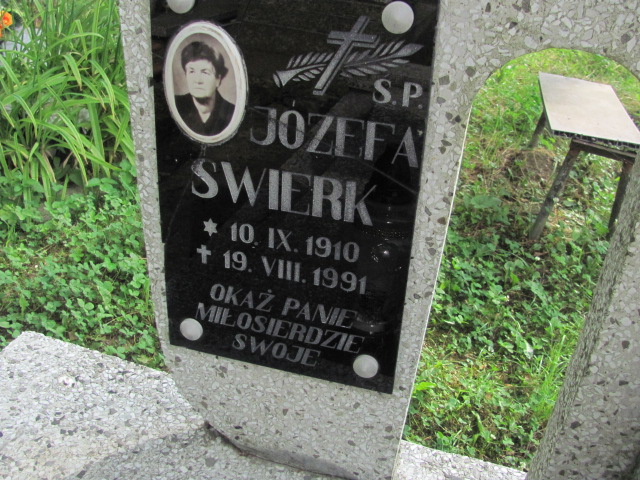 S.P.
JÓZEFA
SWIERK
* 10. IX. 1910
✝ 19. VIII. 1991
OKAŻ PANIE
MIŁOSIERDZIE
SWOJE